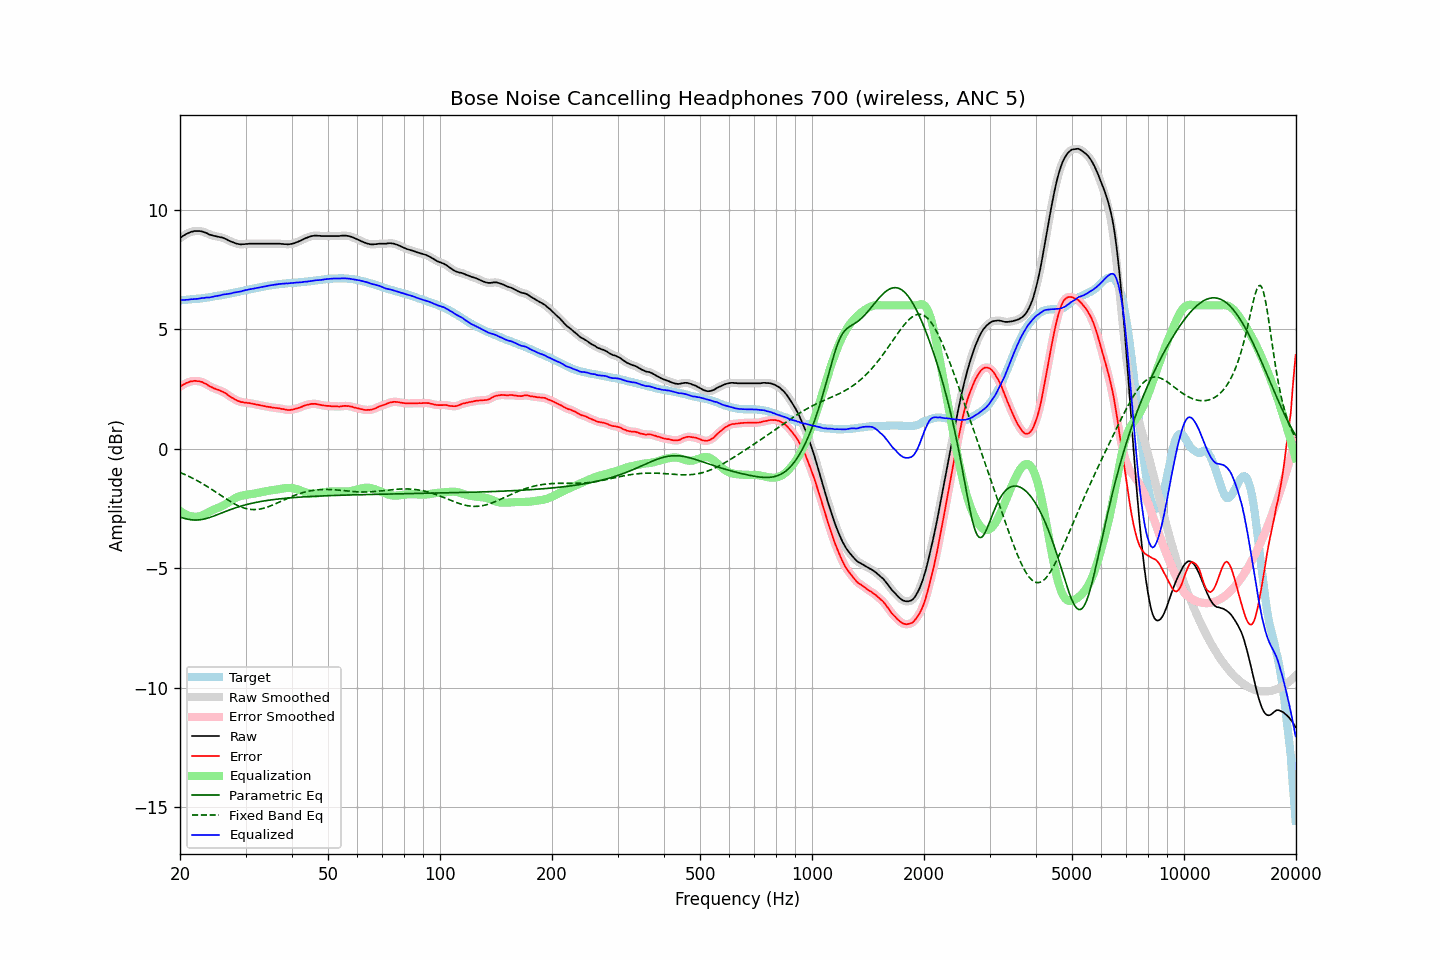 Bose Noise Cancelling Headphones 700 (wireless, ANC 5)
Amplitude (dBr)
10
5
0
−5
−10
−15
Target
Raw Smoothed
Error Smoothed
Raw
Error
Equalization
Parametric Eq
Fixed Band Eq
Equalized
20 50 100 200 500 1000 2000 5000 10000 20000
Frequency (Hz)